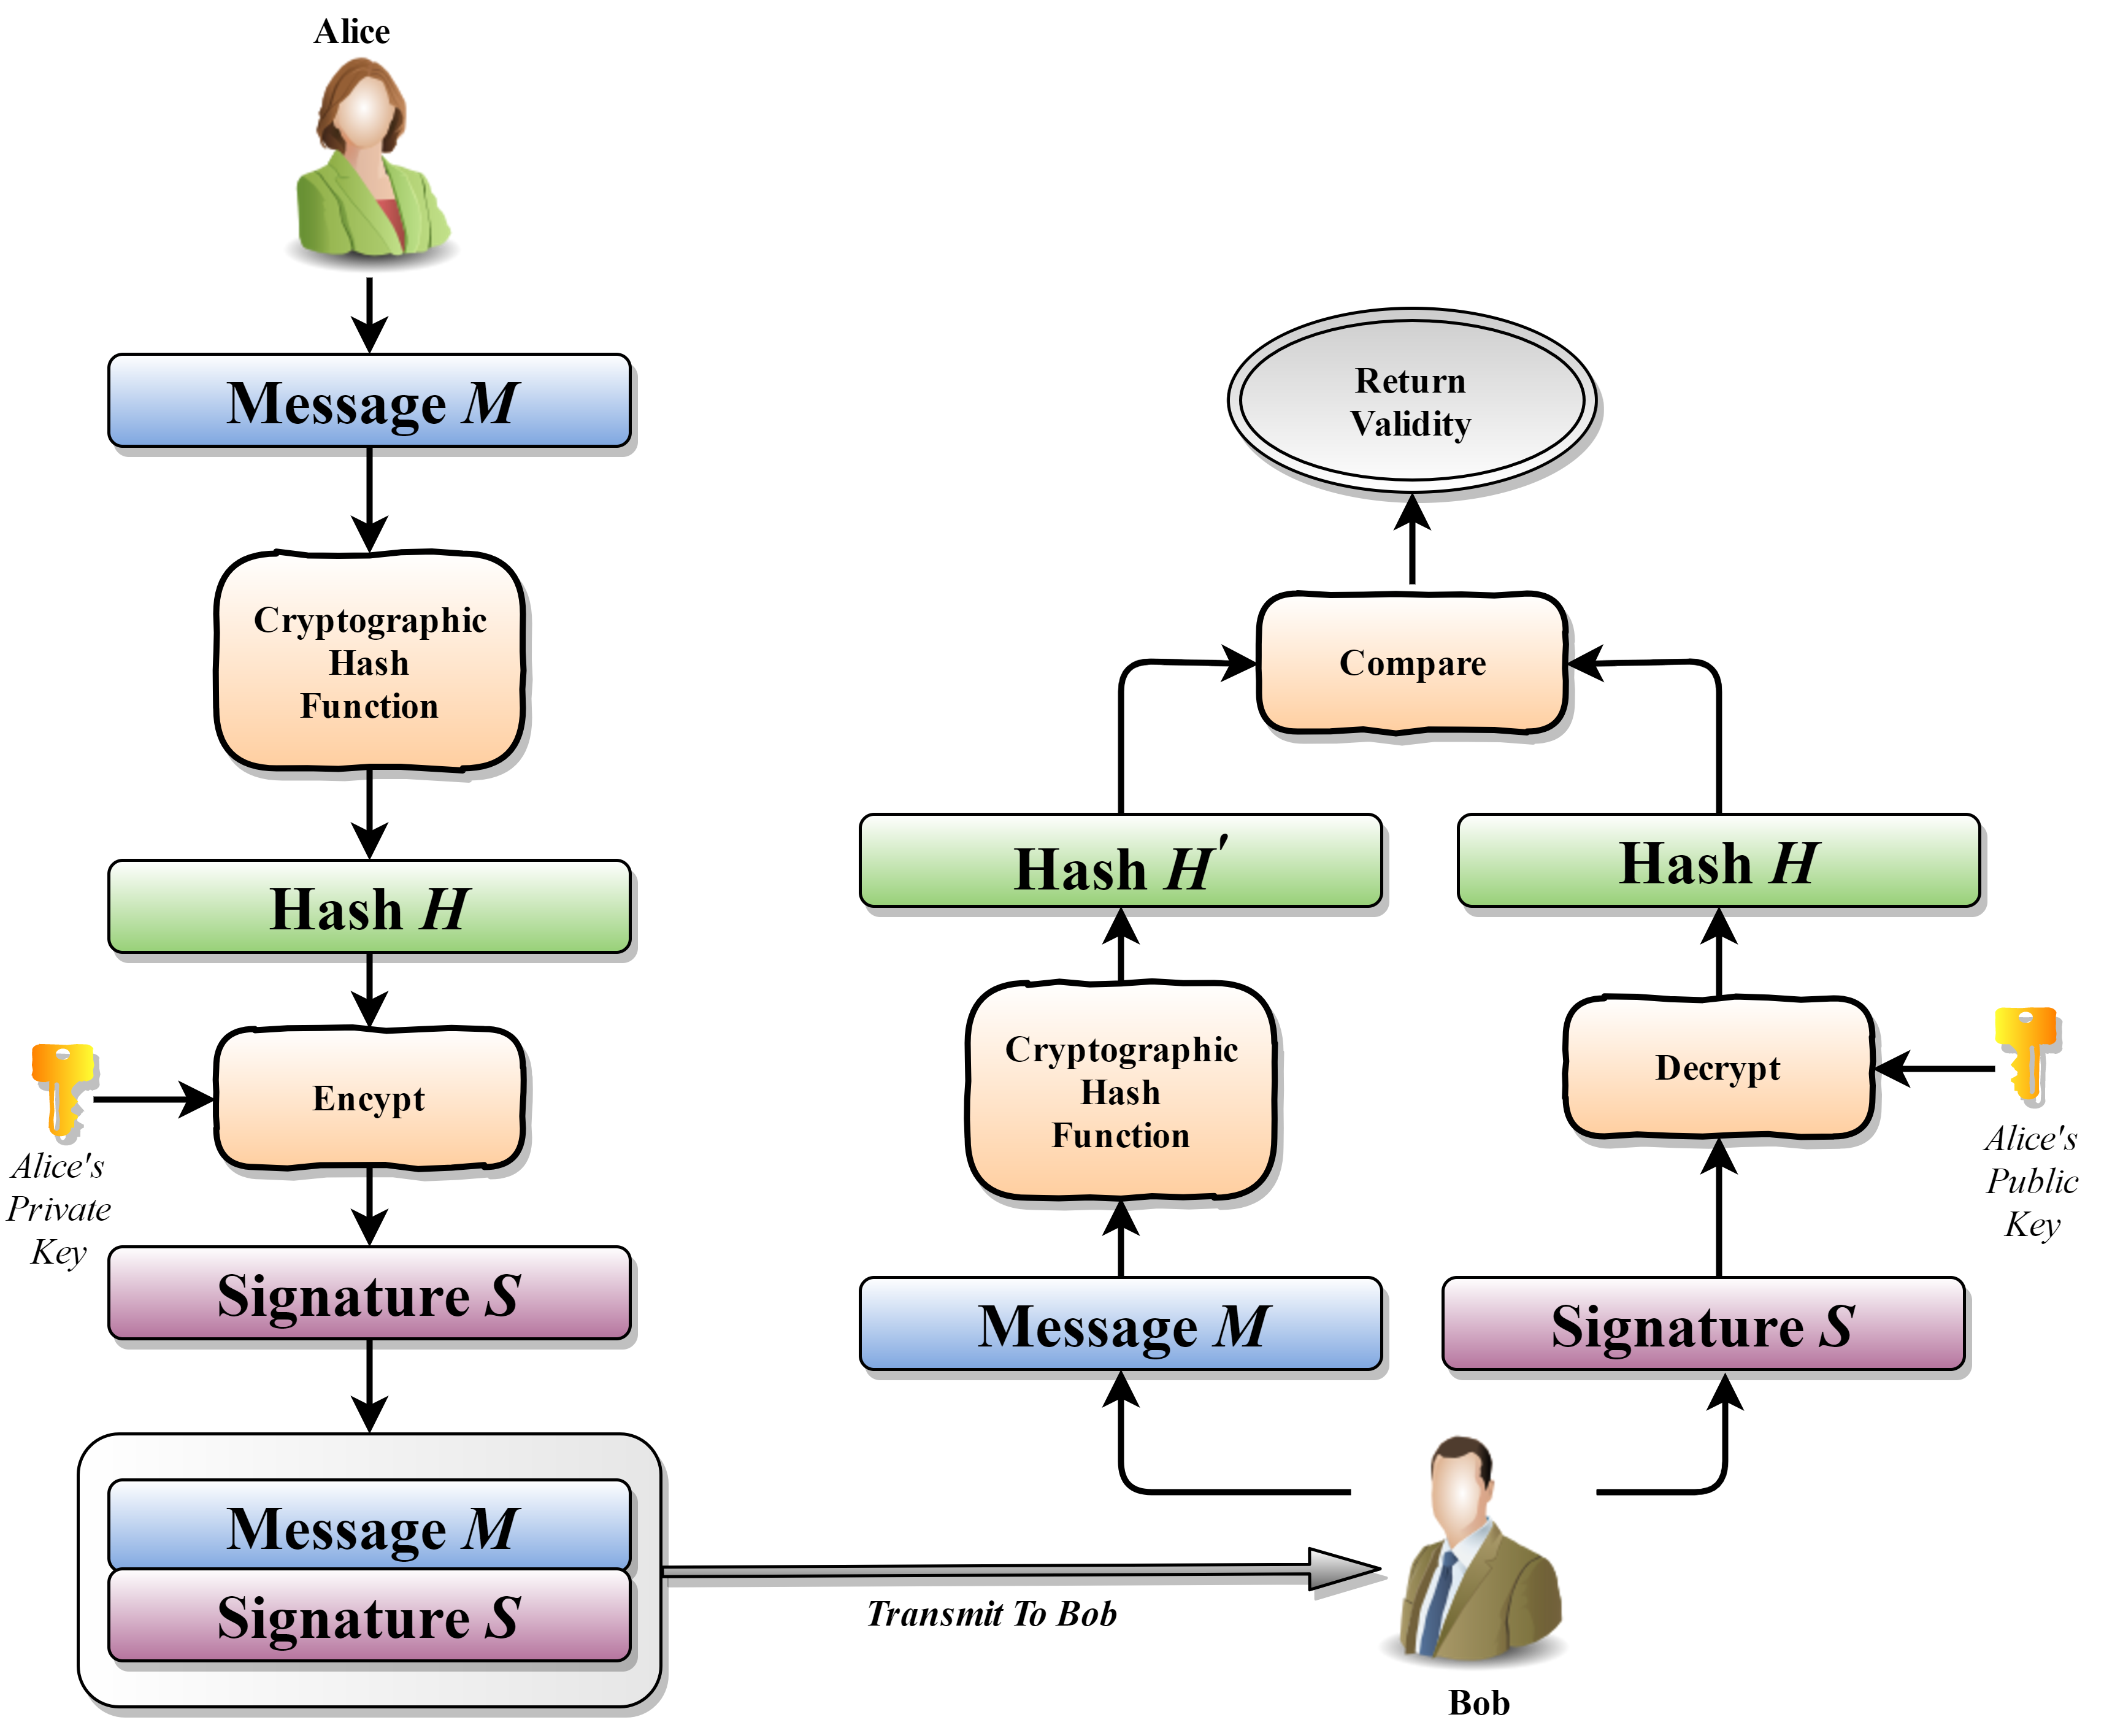 Alice
Message M
Cryptographic
Hash
Function
Hash H
Encypt
Alice's
Private
Key
Signature S
Message M
Signature S
Transmit To Bob
Bob
Message M
Signature S
Cryptographic
Hash
Function
Decrypt
Alice's
Public
Key
Hash H′
Hash H
Compare
Return
Validity